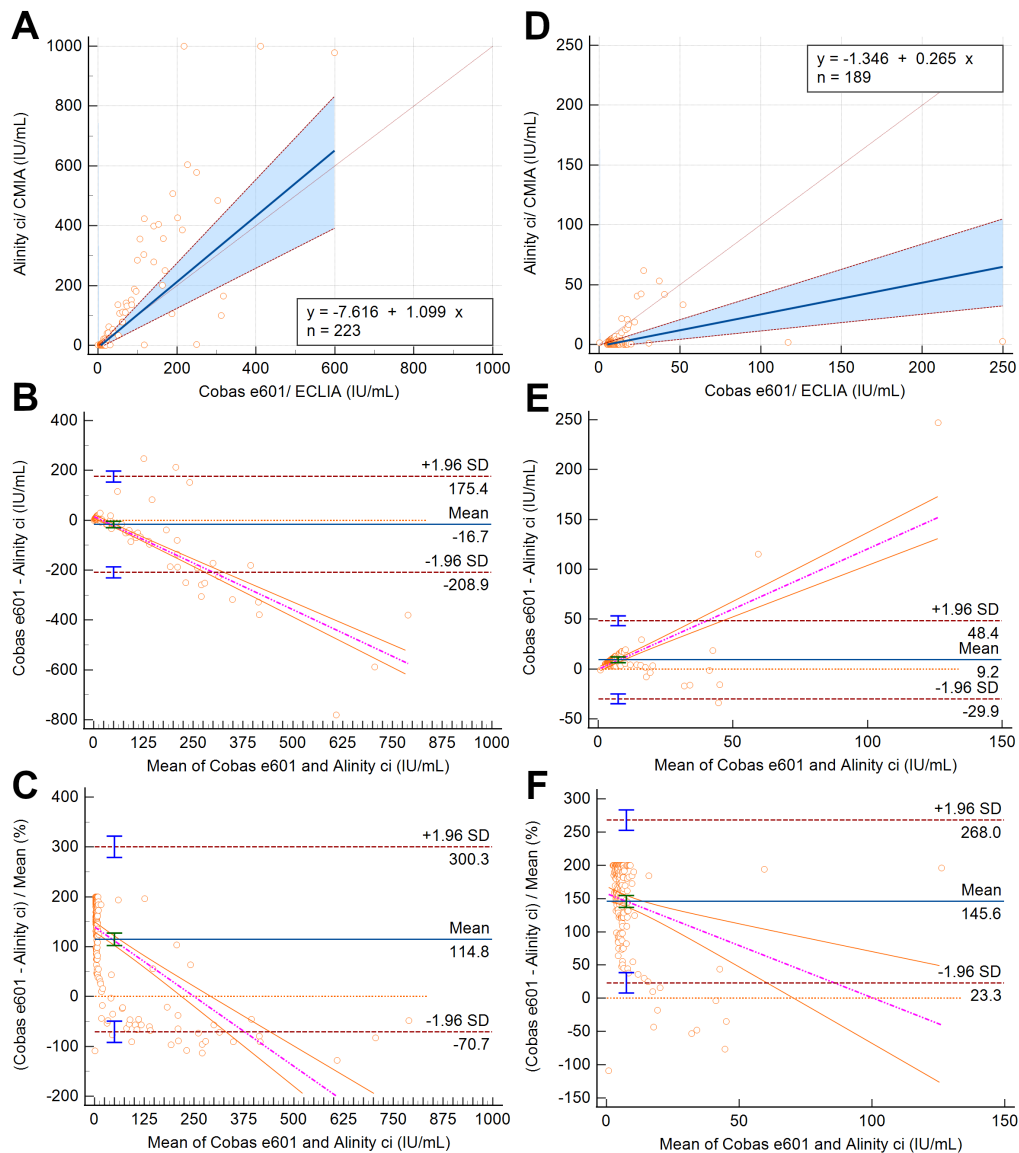 A
1000
800
600
400
200
0
Alinity ci/ CMIA (IU/mL)
y = -7.616 + 1.099 x
n = 223
0 200 400 600 800 1000
Cobas e601/ ECLIA (IU/mL)
D
250
200
150
100
50
0
Alinity ci/ CMIA (IU/mL)
y = -1.346 + 0.265 x
n = 189
0 50 100 150 200 250
Cobas e601/ ECLIA (IU/mL)
B
400
200
0
-200
-400
-600
-800
Cobas e601 - Alinity ci (IU/mL)
+1.96 SD
175.4
Mean
-16.7
-1.96 SD
-208.9
0 125 250 375 500 625 750 875 1000
Mean of Cobas e601 and Alinity ci (IU/mL)
E
250
200
150
100
50
0
-50
Cobas e601 - Alinity ci (IU/mL)
+1.96 SD
48.4
Mean
9.2
-1.96 SD
-29.9
0 50 100 150
Mean of Cobas e601 and Alinity ci (IU/mL)
C
400
300
200
100
0
-100
-200
(Cobas e601 - Alinity ci) / Mean (%)
+1.96 SD
300.3
Mean
114.8
-1.96 SD
-70.7
0 125 250 375 500 625 750 875 1000
Mean of Cobas e601 and Alinity ci (IU/mL)
F
300
250
200
150
100
50
0
-50
-100
-150
(Cobas e601 - Alinity ci) / Mean (%)
+1.96 SD
268.0
Mean
145.6
-1.96 SD
23.3
0 50 100 150
Mean of Cobas e601 and Alinity ci (IU/mL)